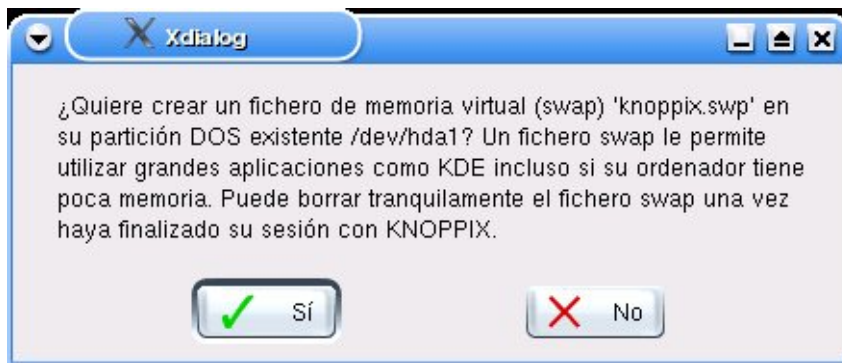 Xdialog
¿Quiere crear un fichero de memoria virtual (swap) 'knoppix.swp' en
su partición DOS existente /dev/hda1? Un fichero swap le permite
utilizar grandes aplicaciones como KDE incluso si su ordenador tiene
poca memoria. Puede borrar tranquilamente el fichero swap una vez
haya finalizado su sesión con KNOPPIX.
Sí No